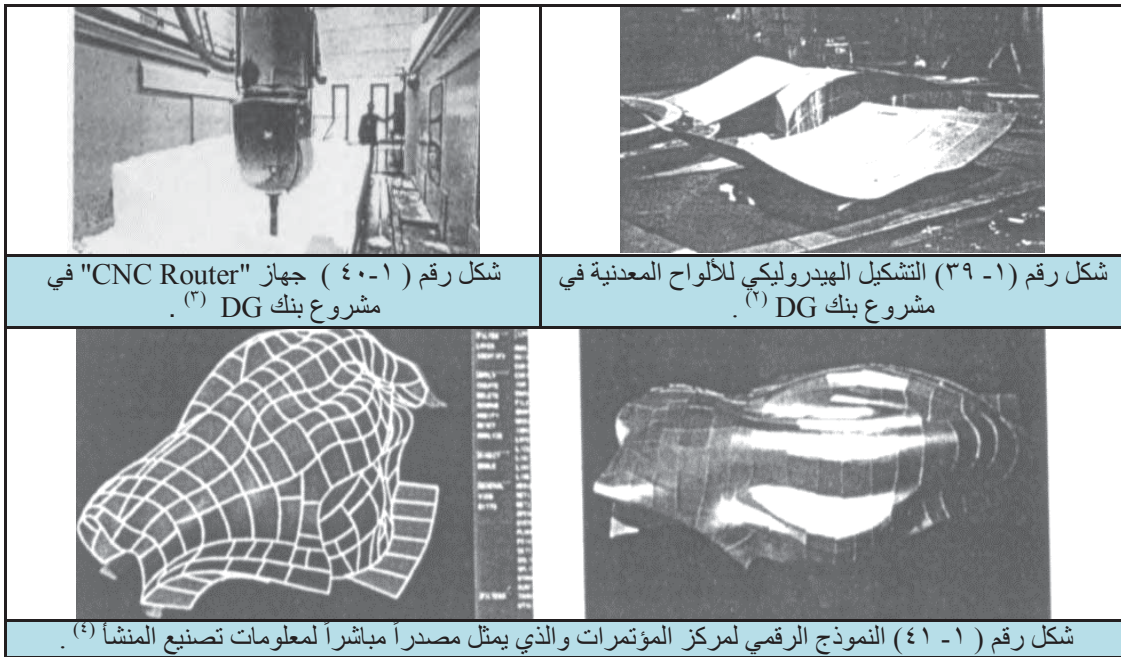 شكل رقم (١- ٣٩) التشكيل الهيدروليكي للألواح المعدنية في
مشروع بنك DG (٢) .
شكل رقم ( ١-٤٠ ) جهاز "CNC Router" في
مشروع بنك DG (٣) .
شكل رقم ( ١- ٤١) النموذج الرقمي لمركز المؤتمرات والذي يمثل مصدراً مباشراً لمعلومات تصنيع المنشأ (٤) .